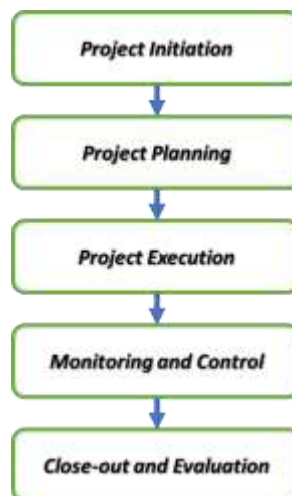 Project Initiation
Project Planning
Project Execution
Monitoring and Control
Close-out and Evaluation